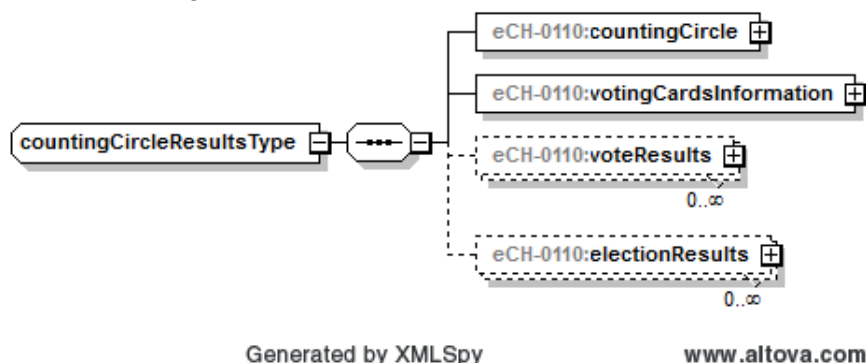 eCH-0110:countingCircle
eCH-0110:votingCardsInformation
countingCircleResultsType
eCH-0110:voteResults
0..∞
eCH-0110:electionResults
0..∞
Generated by XMLSpy www.altova.com